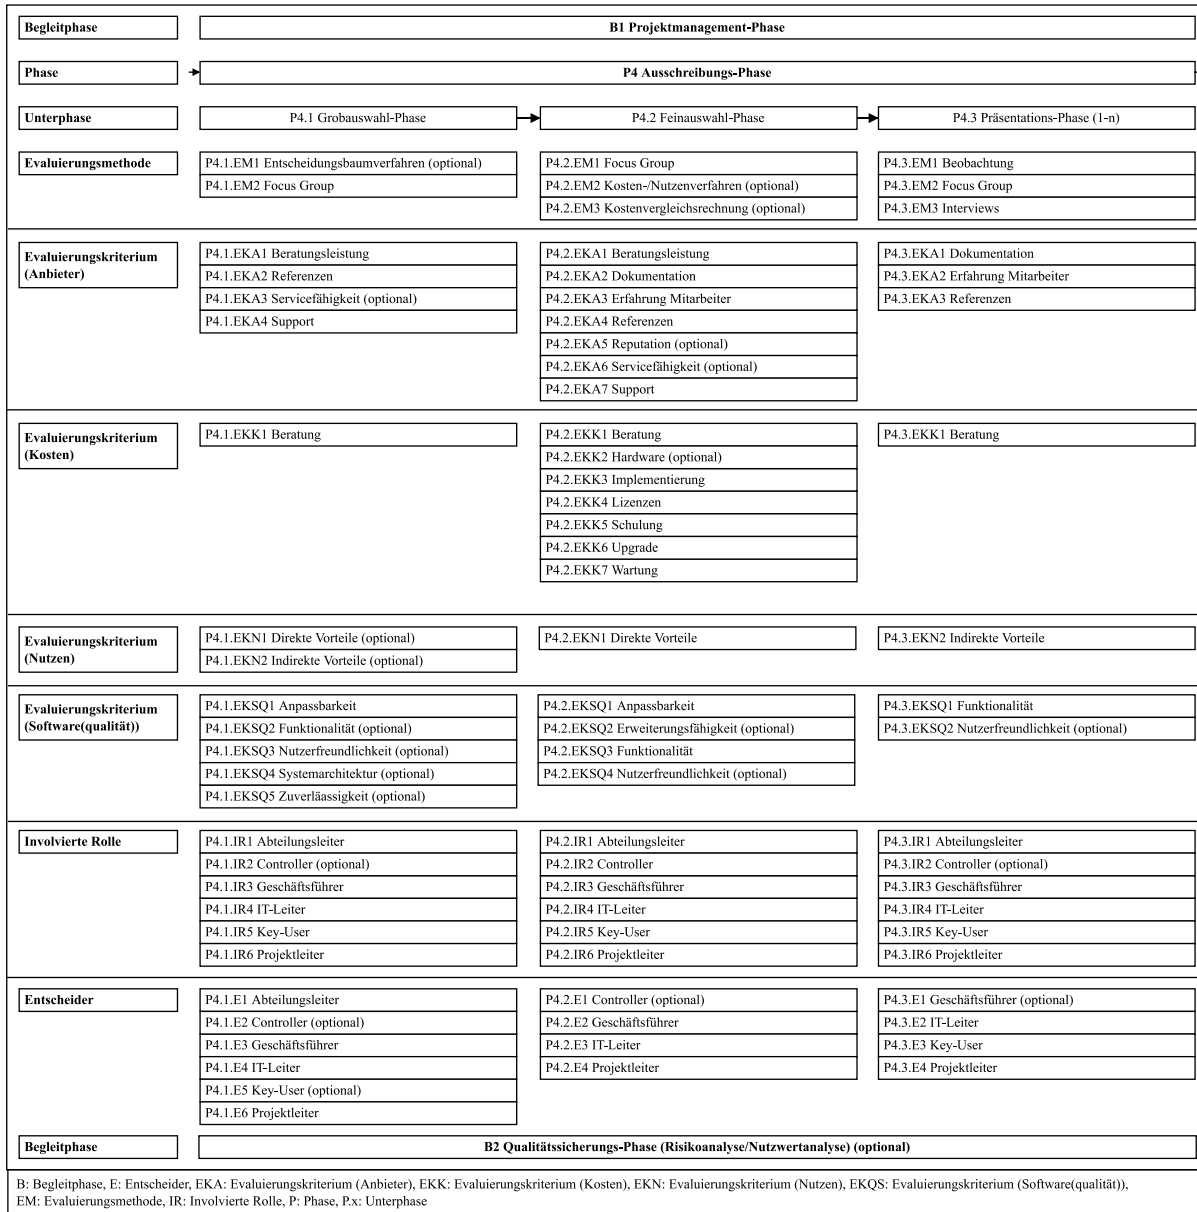 Begleitphase
B1 Projektmanagement-Phase
Phase
P4 Ausschreibungs-Phase
Unterphase
P4.1 Grobauswahl-Phase
P4.2 Feinauswahl-Phase
P4.3 Präsentations-Phase (1-n)
Evaluierungsmethode
P4.1.EM1 Entscheidungsbaumverfahren (optional)
P4.1.EM2 Focus Group
P4.2.EM1 Focus Group
P4.2.EM2 Kosten-/Nutzenverfahren (optional)
P4.2.EM3 Kostenvergleichsrechnung (optional)
P4.3.EM1 Beobachtung
P4.3.EM2 Focus Group
P4.3.EM3 Interviews
Evaluierungskriterium
(Anbieter)
P4.1.EKA1 Beratungsleistung
P4.1.EKA2 Referenzen
P4.1.EKA3 Servicefähigkeit (optional)
P4.1.EKA4 Support
P4.2.EKA1 Beratungsleistung
P4.2.EKA2 Dokumentation
P4.2.EKA3 Erfahrung Mitarbeiter
P4.2.EKA4 Referenzen
P4.2.EKA5 Reputation (optional)
P4.2.EKA6 Servicefähigkeit (optional)
P4.2.EKA7 Support
P4.3.EKA1 Dokumentation
P4.3.EKA2 Erfahrung Mitarbeiter
P4.3.EKA3 Referenzen
Evaluierungskriterium
(Kosten)
P4.1.EKK1 Beratung
P4.2.EKK1 Beratung
P4.2.EKK2 Hardware (optional)
P4.2.EKK3 Implementierung
P4.2.EKK4 Lizenzen
P4.2.EKK5 Schulung
P4.2.EKK6 Upgrade
P4.2.EKK7 Wartung
P4.3.EKK1 Beratung
Evaluierungskriterium
(Nutzen)
P4.1.EKN1 Direkte Vorteile (optional)
P4.1.EKN2 Indirekte Vorteile (optional)
P4.2.EKN1 Direkte Vorteile
P4.3.EKN2 Indirekte Vorteile
Evaluierungskriterium
(Software(qualität))
P4.1.EKSQ1 Anpassbarkeit
P4.1.EKSQ2 Funktionalität (optional)
P4.1.EKSQ3 Nutzerfreundlichkeit (optional)
P4.1.EKSQ4 Systemarchitektur (optional)
P4.1.EKSQ5 Zuverläassigkeit (optional)
P4.2.EKSQ1 Anpassbarkeit
P4.2.EKSQ2 Erweiterungsfähigkeit (optional)
P4.2.EKSQ3 Funktionalität
P4.2.EKSQ4 Nutzerfreundlichkeit (optional)
P4.3.EKSQ1 Funktionalität
P4.3.EKSQ2 Nutzerfreundlichkeit (optional)
Involvierte Rolle
P4.1.IR1 Abteilungsleiter
P4.1.IR2 Controller (optional)
P4.1.IR3 Geschäftsführer
P4.1.IR4 IT-Leiter
P4.1.IR5 Key-User
P4.1.IR6 Projektleiter
P4.2.IR1 Abteilungsleiter
P4.2.IR2 Controller
P4.2.IR3 Geschäftsführer
P4.2.IR4 IT-Leiter
P4.2.IR5 Key-User
P4.2.IR6 Projektleiter
P4.3.IR1 Abteilungsleiter
P4.3.IR2 Controller (optional)
P4.3.IR3 Geschäftsführer
P4.3.IR4 IT-Leiter
P4.3.IR5 Key-User
P4.3.IR6 Projektleiter
Entscheider
P4.1.E1 Abteilungsleiter
P4.1.E2 Controller (optional)
P4.1.E3 Geschäftsführer
P4.1.E4 IT-Leiter
P4.1.E5 Key-User (optional)
P4.1.E6 Projektleiter
P4.2.E1 Controller (optional)
P4.2.E2 Geschäftsführer
P4.2.E3 IT-Leiter
P4.2.E4 Projektleiter
P4.3.E1 Geschäftsführer (optional)
P4.3.E2 IT-Leiter
P4.3.E3 Key-User
P4.3.E4 Projektleiter
Begleitphase
B2 Qualitätssicherungs-Phase (Risikoanalyse/Nutzwertanalyse) (optional)
B: Begleitphase, E: Entscheider, EKA: Evaluierungskriterium (Anbieter), EKK: Evaluierungskriterium (Kosten), EKN: Evaluierungskriterium (Nutzen), EKQS: Evaluierungskriterium (Software(qualität)),
EM: Evaluierungsmethode, IR: Involvierte Rolle, P: Phase, P.x: Unterphase